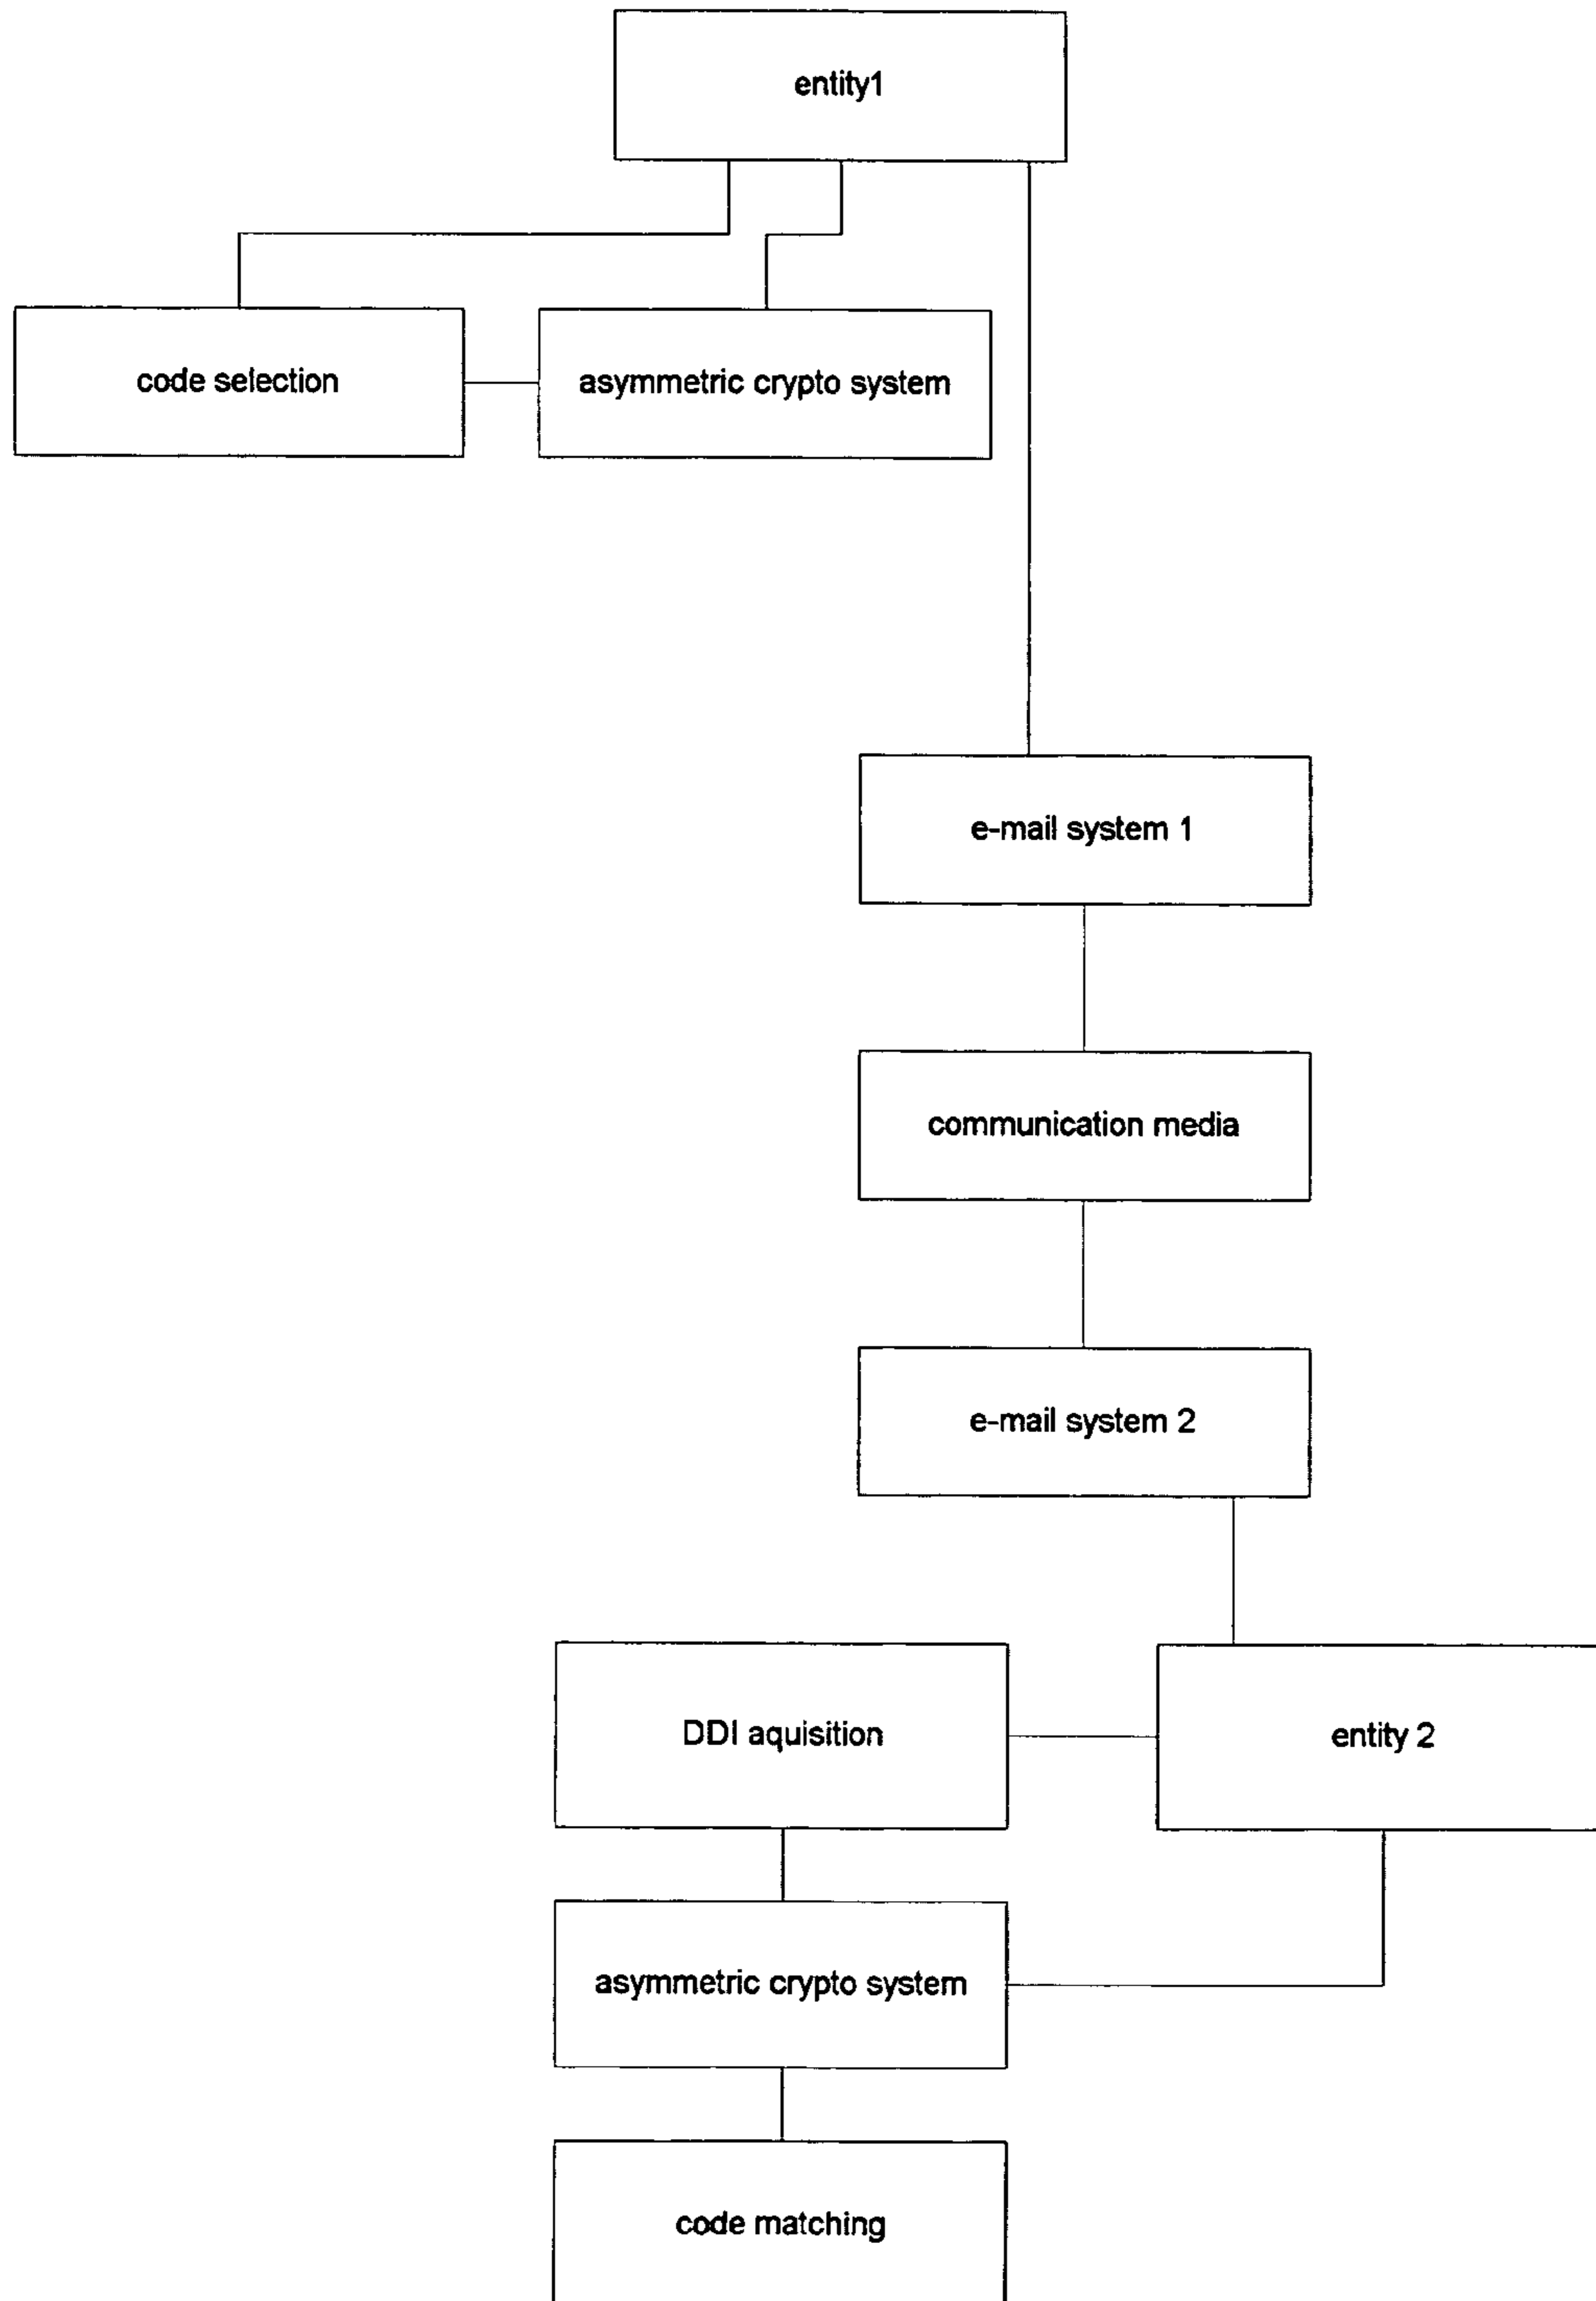 entity1
code selection
asymmetric crypto system
e-mail system 1
communication media
e-mail system 2
DDI aquisition
entity 2
asymmetric crypto system
code matching